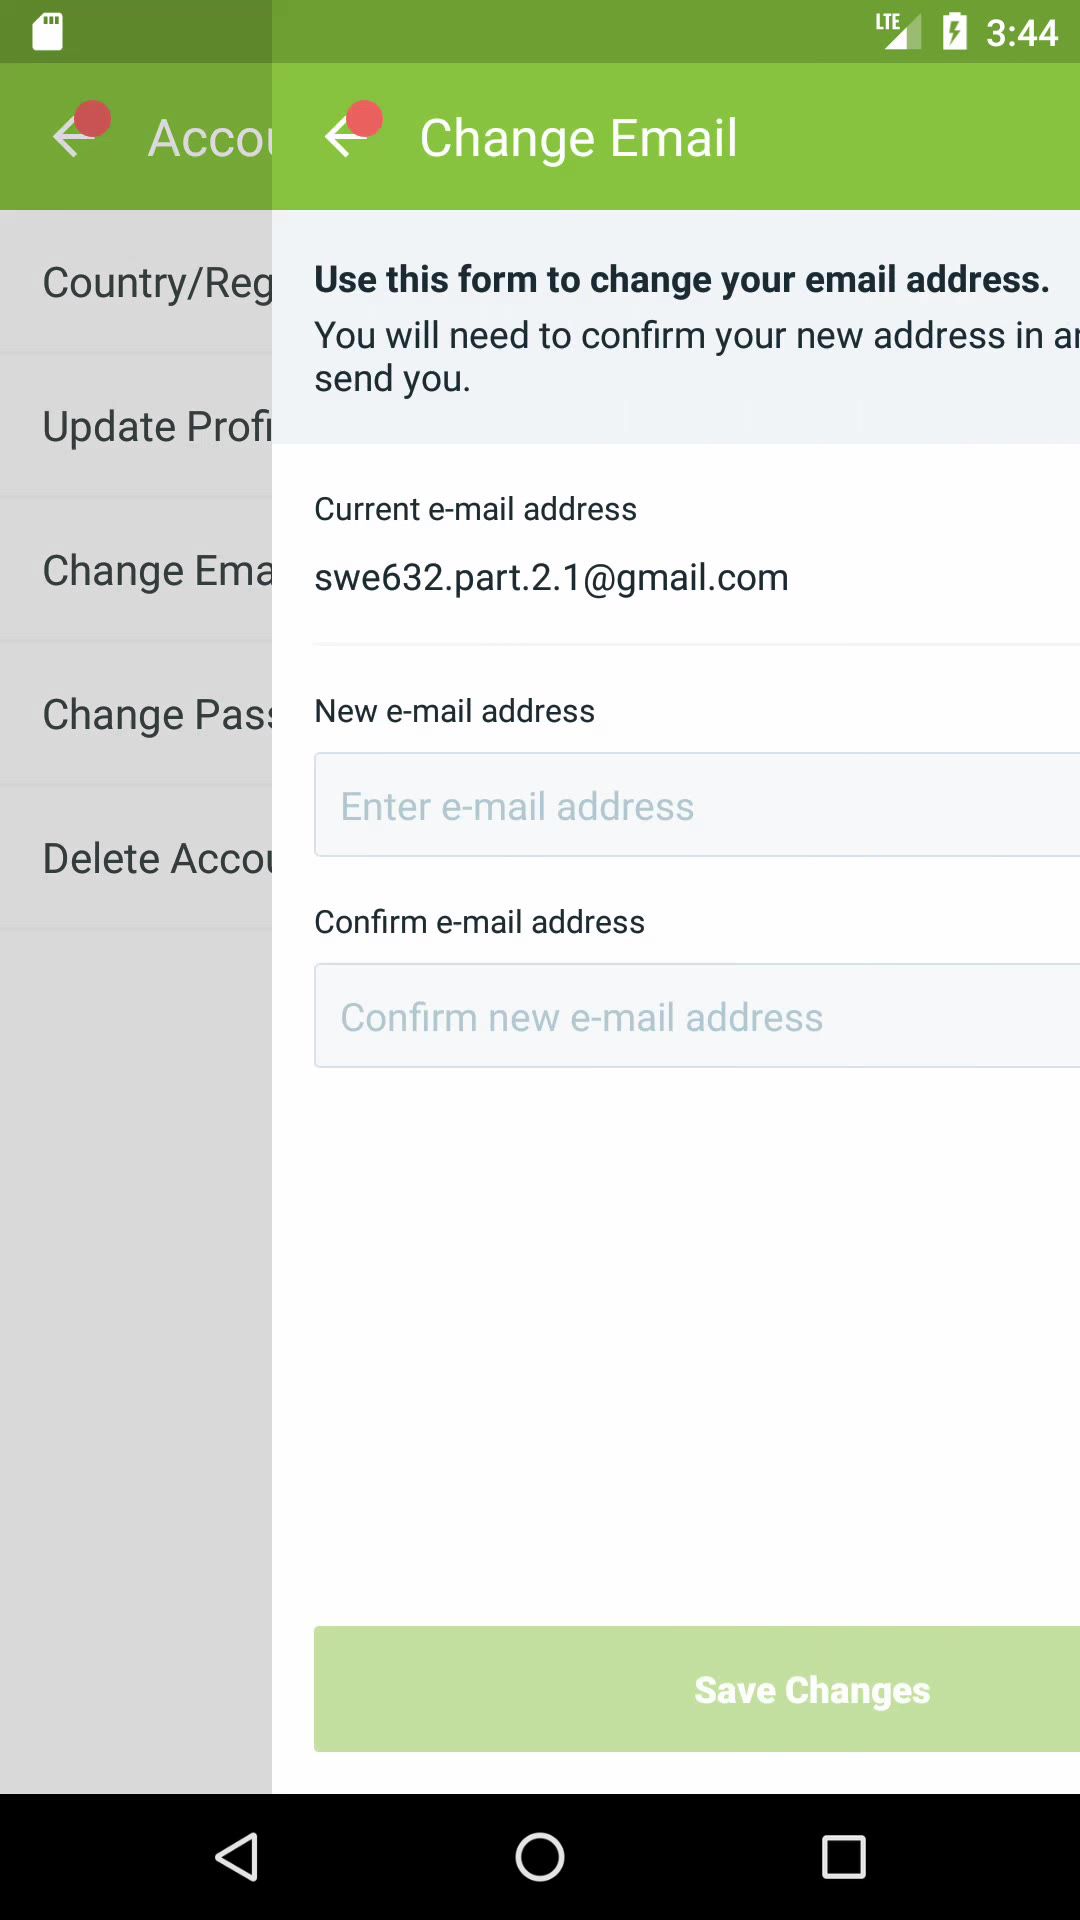 LTE 3:44
Accou
Change Email
Country/Reg
Update Profi
Change Ema
Change Pass
Delete Accou
Use this form to change your email address.
You will need to confirm your new address in an
send you.
Current e-mail address
swe632.part.2.1@gmail.com
New e-mail address
Enter e-mail address
Confirm e-mail address
Confirm new e-mail address
Save Changes